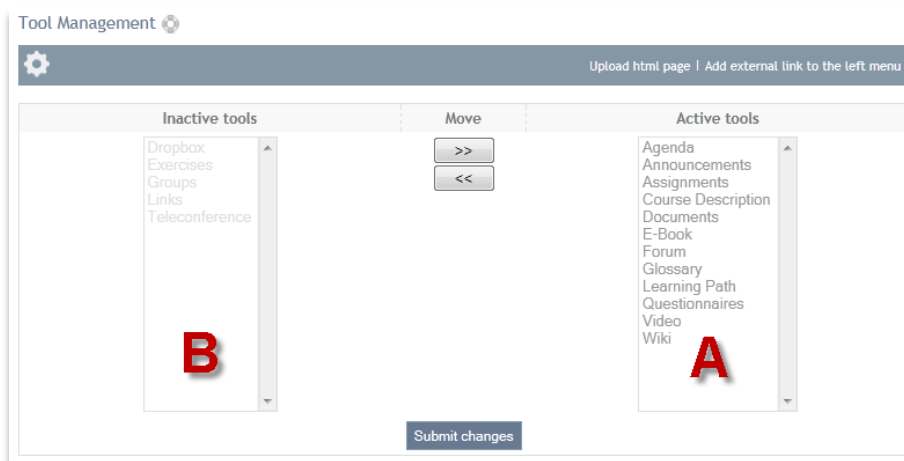 Tool Management
Upload html page | Add external link to the left menu
Inactive tools Move Active tools
Dropbox
Exercises
Groups
Links
Teleconference
>>
<<
Agenda
Announcements
Assignments
Course Description
Documents
E-Book
Forum
Glossary
Learning Path
Questionnaires
Video
Wiki
B
A
Submit changes